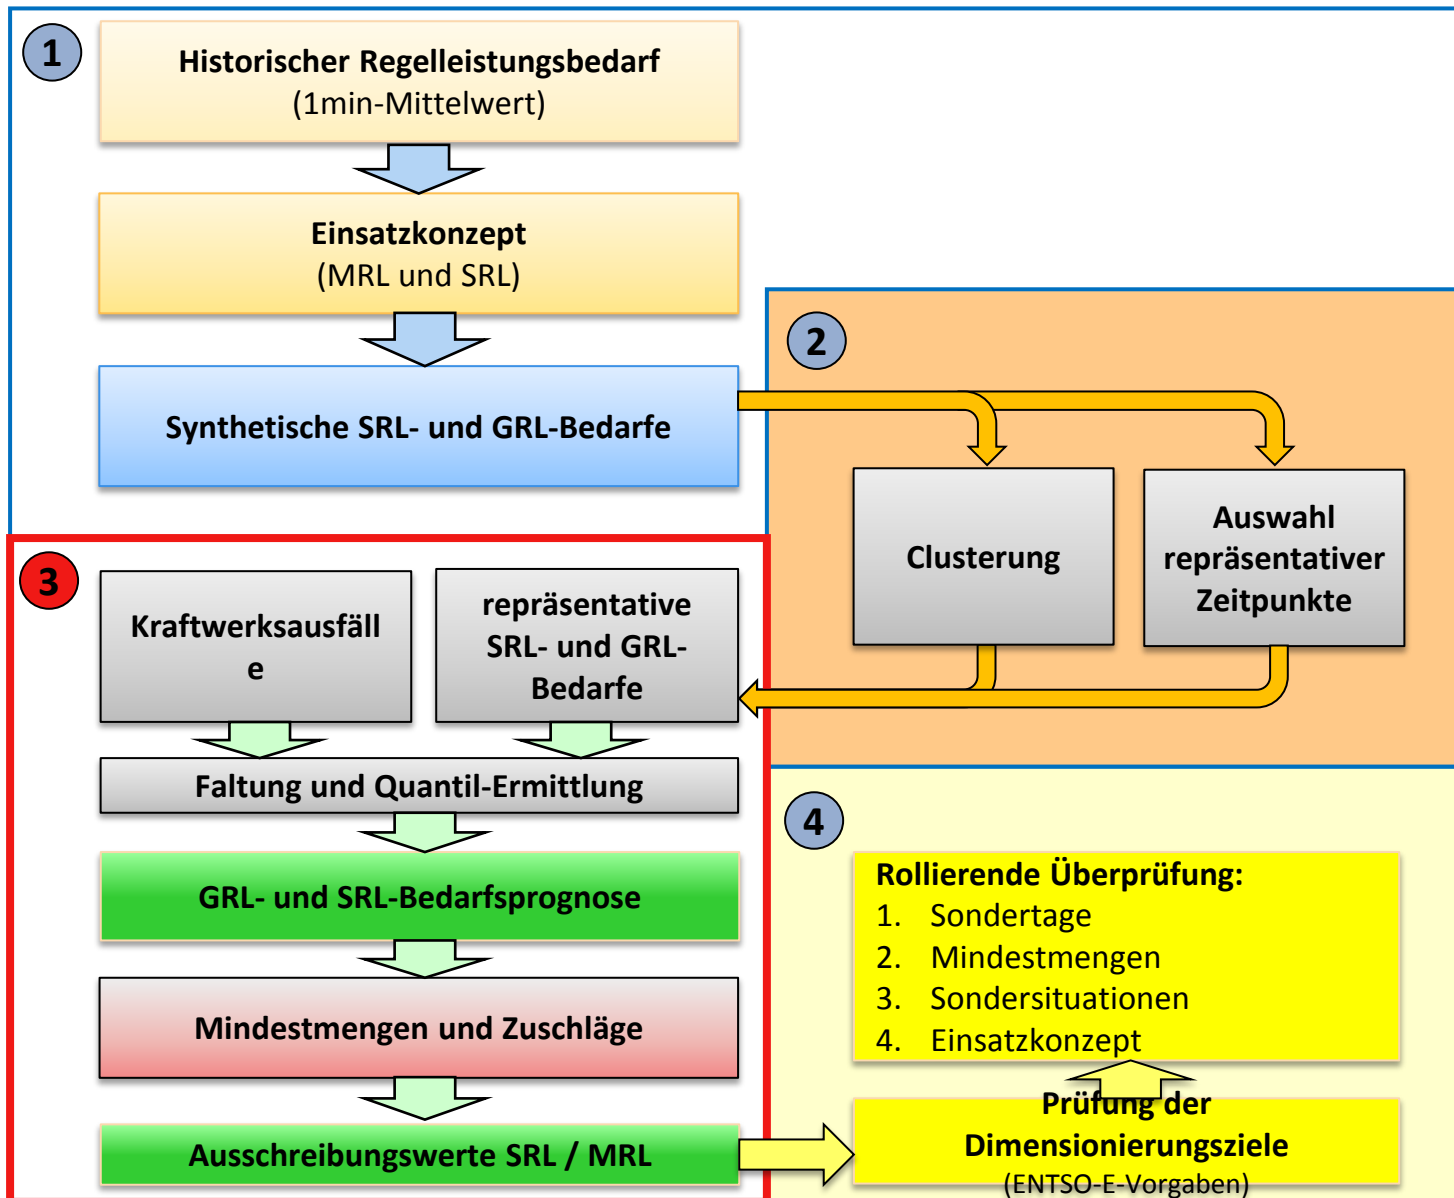 1
Historischer Regelleistungsbedarf
(1min-Mittelwert)
Einsatzkonzept
(MRL und SRL)
Synthetische SRL- und GRL-Bedarfe
2
Clusterung
Auswahl
repräsentativer
Zeitpunkte
3
Kraftwerksausfäll
e
repräsentative
SRL- und GRL-
Bedarfe
Faltung und Quantil-Ermittlung
GRL- und SRL-Bedarfsprognose
Mindestmengen und Zuschläge
Ausschreibungswerte SRL / MRL
4
Rollierende Überprüfung:
1. Sondertage
2. Mindestmengen
3. Sondersituationen
4. Einsatzkonzept
Prüfung der
Dimensionierungsziele
(ENTSO-E-Vorgaben)